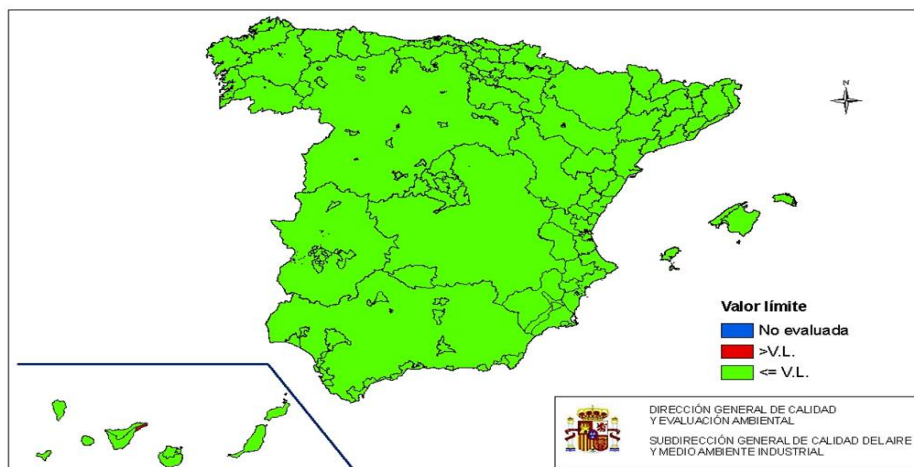 N
Valor límite
No evaluada
>V.L.
<= V.L.
DIRECCIÓN GENERAL DE CALIDAD
Y EVALUACIÓN AMBIENTAL
SUBDIRECCIÓN GENERAL DE CALIDAD DEL AIRE
Y MEDIO AMBIENTE INDUSTRIAL